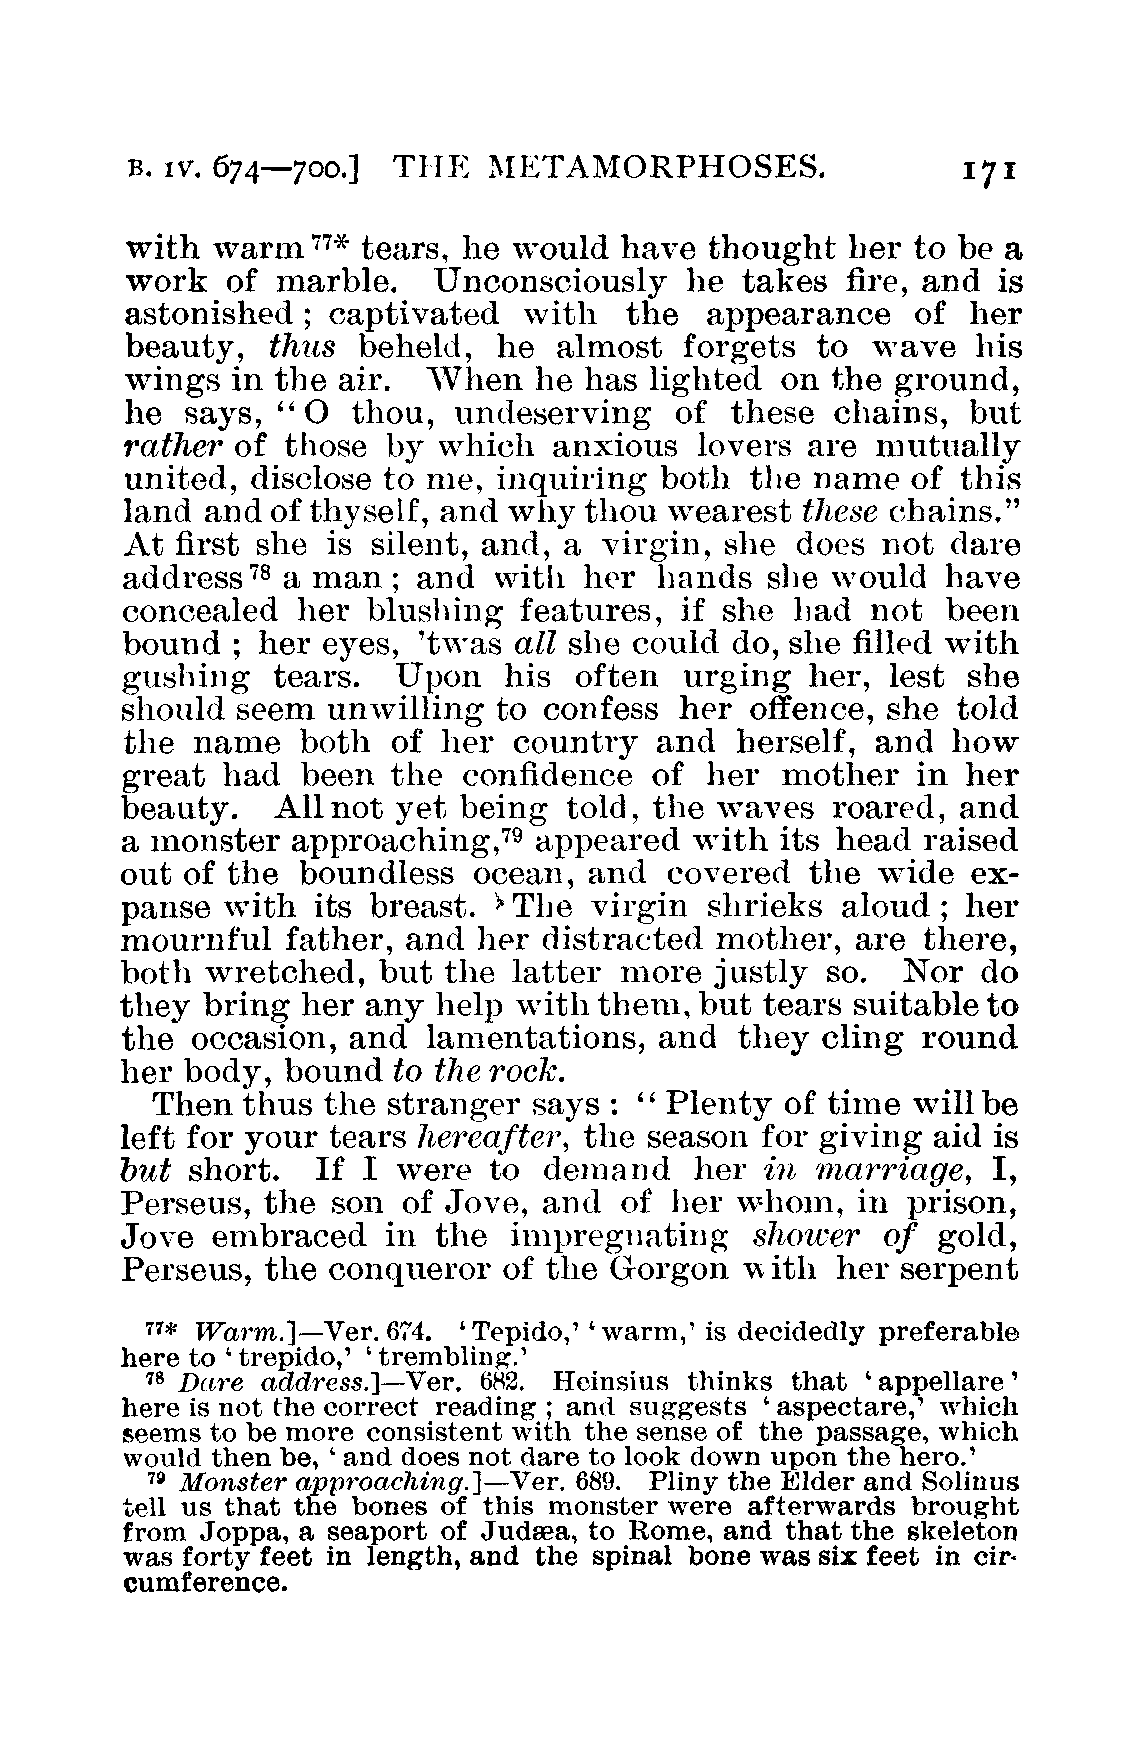 B. IV. 674—700.] THE METAMORPHOSES. 171
with warm 77* tears, he would have thought her to be a
work of marble. Unconsciously he takes fire, and is
astonished ; captivated with the appearance of her
beauty, thus beheld, he almost forgets to wave his
wings in the air. When he has lighted on the ground,
he says, “ O thou, undeserving of these chains, but
rather of those by which anxious lovers are mutually
united, disclose to me, inquiring both the name of this
land and of thyself, and why thou wearest these chains.”
At first she is silent, and, a virgin, she does not dare
address 78 a man ; and with her hands she would have
concealed her blushing features, if she had not been
bound ; her eyes, ’twas all she could do, she filled with
gushing tears. Upon his often urging her, lest she
should seem unwilling to confess her offence, she told
the name both of her country and herself, and how
great had been the confidence of her mother in her
beauty. All not yet being told, the waves roared, and
a monster approaching,79 appeared with its head raised
out of the boundless ocean, and covered the wide ex-
panse with its breast. The virgin shrieks aloud ; her
mournful father, and her distracted mother, are there,
both wretched, but the latter more justly so. Nor do
they bring her any help with them, but tears suitable to
the occasion, and lamentations, and they cling round
her body, bound to the rock.
Then thus the stranger says : “ Plenty of time will be
left for your tears hereafter, the season for giving aid is
but short. If I were to demand her in marriage, I,
Perseus, the son of Jove, and of her whom, in prison,
Jove embraced in the impregnating shower of gold,
Perseus, the conqueror of the Gorgon with her serpent
77* Warm.]—Ver. 674. ‘ Tepido,’ ‘ warm,’ is decidedly preferable
here to ‘ trepido,’ ‘ trembling.’
78 Dare address.]—Ver. 682. Heinsius thinks that ‘ appellare ’
here is not the correct reading ; and suggests ‘ aspectare,’ which
seems to be more consistent with the sense of the passage, which
would then be, ‘ and does not dare to look down upon the hero.’
79 Monster approaching.]—Ver. 689. Pliny the Elder and Solinus
tell us that the bones of this monster were afterwards brought
from Joppa, a seaport of Judæa, to Rome, and that the skeleton
was forty feet in length, and the spinal bone was six feet in cir-
cumference.